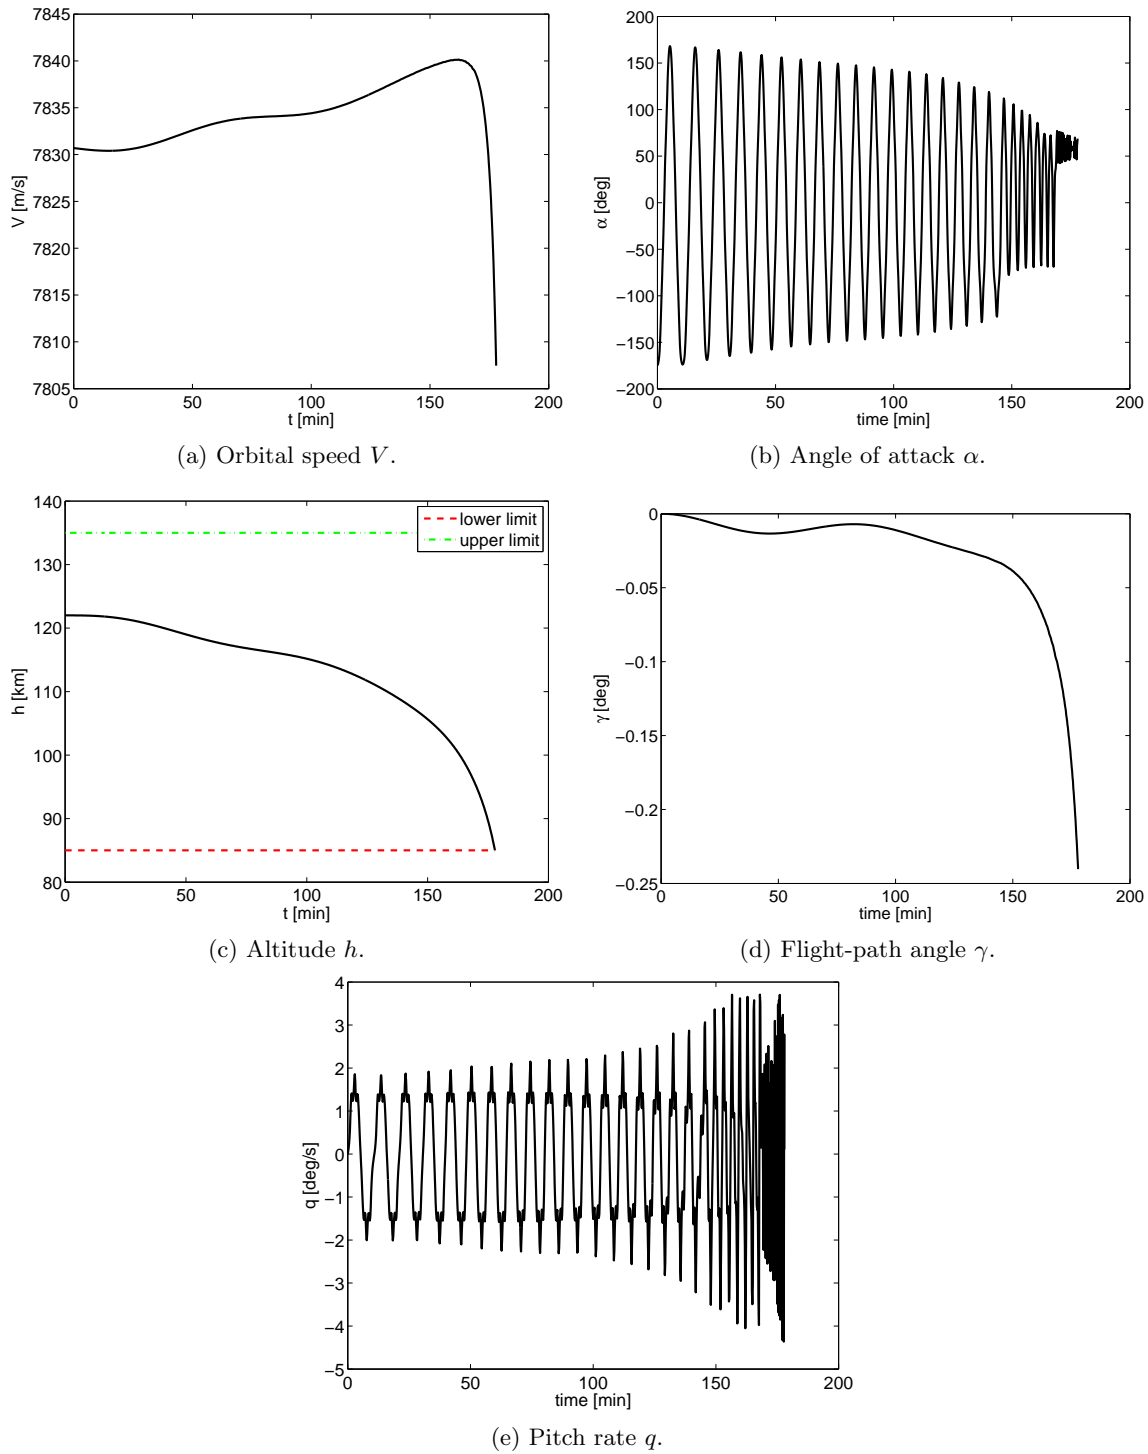 7845
7840
7835
7830
7825
7820
7815
7810
7805
V [m/s]
0 50 100 150 200
t [min]
(a) Orbital speed V.
200
150
100
50
0
−50
−100
−150
−200
α [deg]
0 50 100 150 200
time [min]
(b) Angle of attack α.
140
130
120
110
100
90
80
h [km]
lower limit
upper limit
0 50 100 150 200
t [min]
(c) Altitude h.
0
−0.05
−0.1
−0.15
−0.2
−0.25
γ [deg]
0 50 100 150 200
time [min]
(d) Flight-path angle γ.
4
3
2
1
0
−1
−2
−3
−4
−5
q [deg/s]
0 50 100 150 200
time [min]
(e) Pitch rate q.